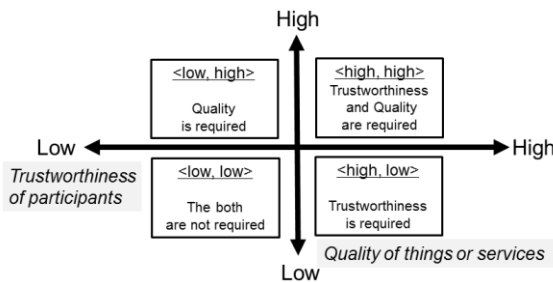 High
<low, high>
Quality
is required
<high, high>
Trustworthiness
and Quality
are required
Low
High
Trustworthiness
of participants
<low, low>
The both
are not required
<high, low>
Trustworthiness
is required
Quality of things or services
Low